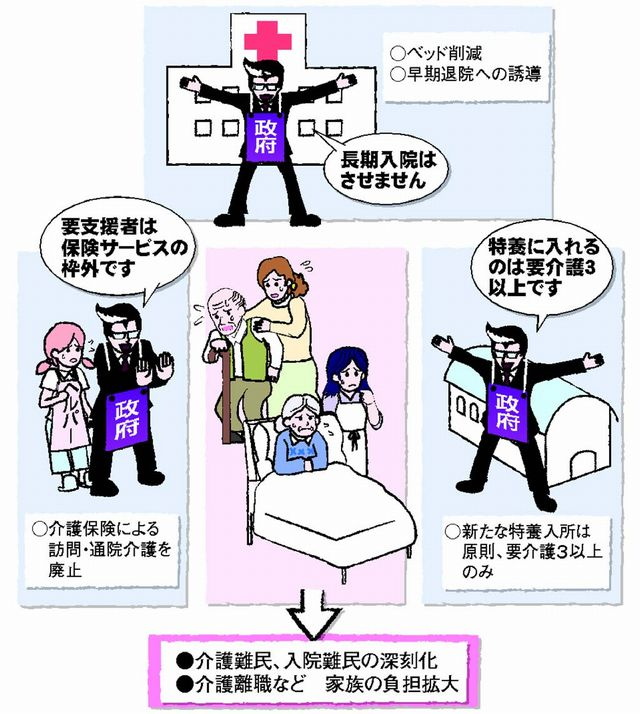 ○ベッド削減
○早期退院への誘導
政府
長期入院は
させません
要支援者は
保険サービスの
枠外です
政府
○介護保険による
訪問・通院介護を
廃止
特養に入れる
のは要介護3
以上です
政府
○新たな特養入所は
原則、要介護3以上
のみ
●介護難民、入院難民の深刻化
●介護離職など 家族の負担拡大